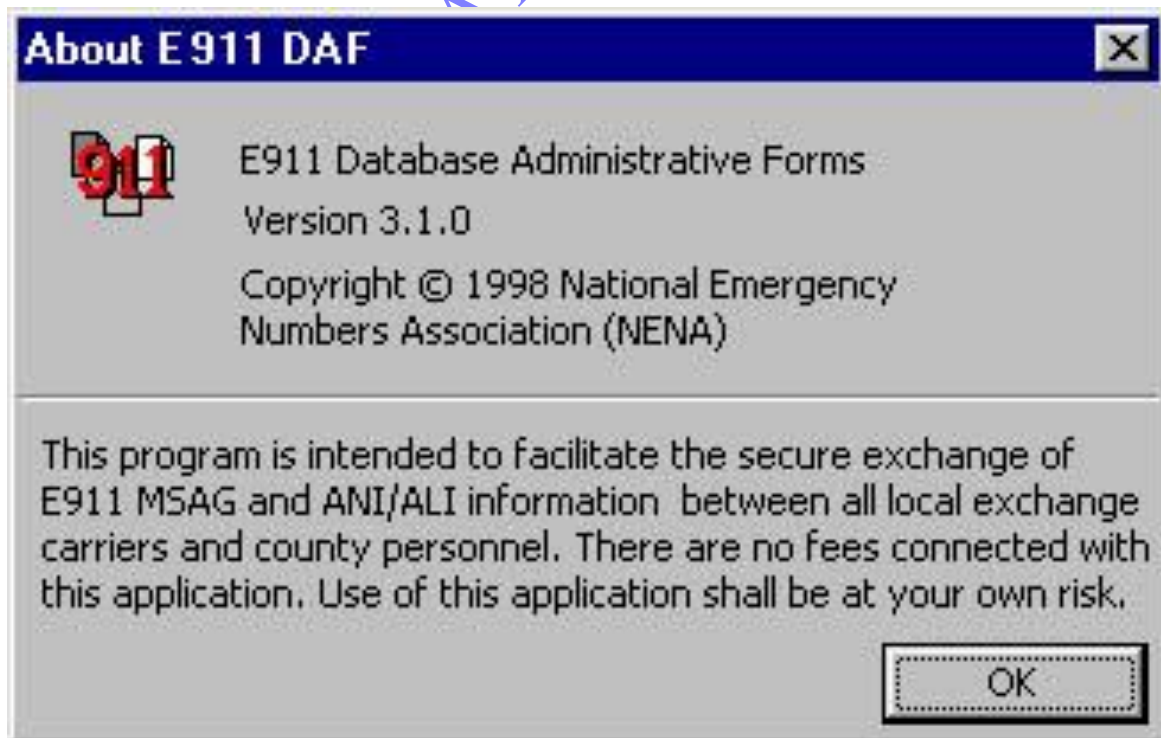 About E911 DAF
911
E911 Database Administrative Forms
Version 3.1.0
Copyright © 1998 National Emergency
Numbers Association (NENA)
This program is intended to facilitate the secure exchange of
E911 MSAG and ANI/ALI information between all local exchange
carriers and county personnel. There are no fees connected with
this application. Use of this application shall be at your own risk.
OK